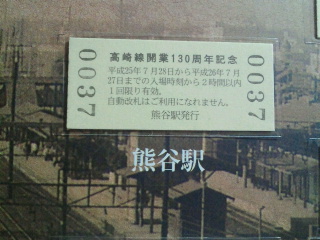 高崎線開業130周年記念
平成25年7月28日から平成26年7月
27日までの入場時刻から2時間以内
1回限り有効。
自動改札はご利用になれません。
熊谷駅発行
0037
0037
熊谷駅